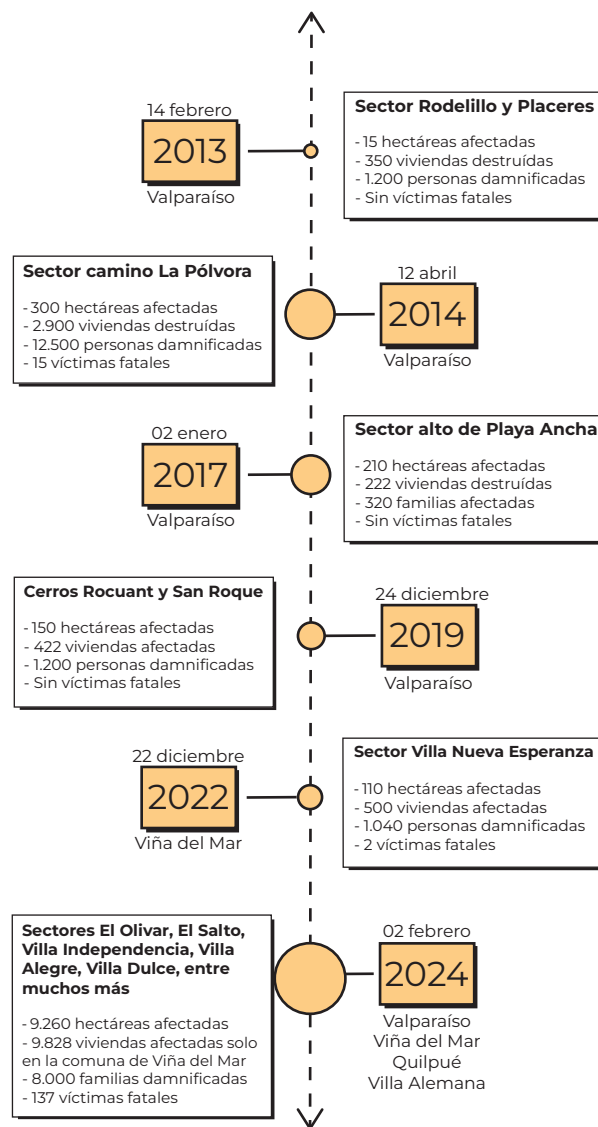 14 febrero
2013
Valparaíso
Sector Rodelillo y Placeres
- 15 hectáreas afectadas
- 350 viviendas destruídas
- 1.200 personas damnificadas
- Sin víctimas fatales
Sector camino La Pólvora
- 300 hectáreas afectadas
- 2.900 viviendas destruídas
- 12.500 personas damnificadas
- 15 víctimas fatales
12 abril
2014
Valparaíso
02 enero
2017
Valparaíso
Sector alto de Playa Ancha
- 210 hectáreas afectadas
- 222 viviendas destruídas
- 320 familias afectadas
- Sin víctimas fatales
Cerros Rocuant y San Roque
- 150 hectáreas afectadas
- 422 viviendas afectadas
- 1.200 personas damnificadas
- Sin víctimas fatales
24 diciembre
2019
Valparaíso
22 diciembre
2022
Viña del Mar
Sector Villa Nueva Esperanza
- 110 hectáreas afectadas
- 500 viviendas afectadas
- 1.040 personas damnificadas
- 2 víctimas fatales
Sectores El Olivar, El Salto,
Villa Independencia, Villa
Alegre, Villa Dulce, entre
muchos más
- 9.260 hectáreas afectadas
- 9.828 viviendas afectadas solo
en la comuna de Viña del Mar
- 8.000 familias damnificadas
- 137 víctimas fatales
02 febrero
2024
Valparaíso
Viña del Mar
Quilpué
Villa Alemana